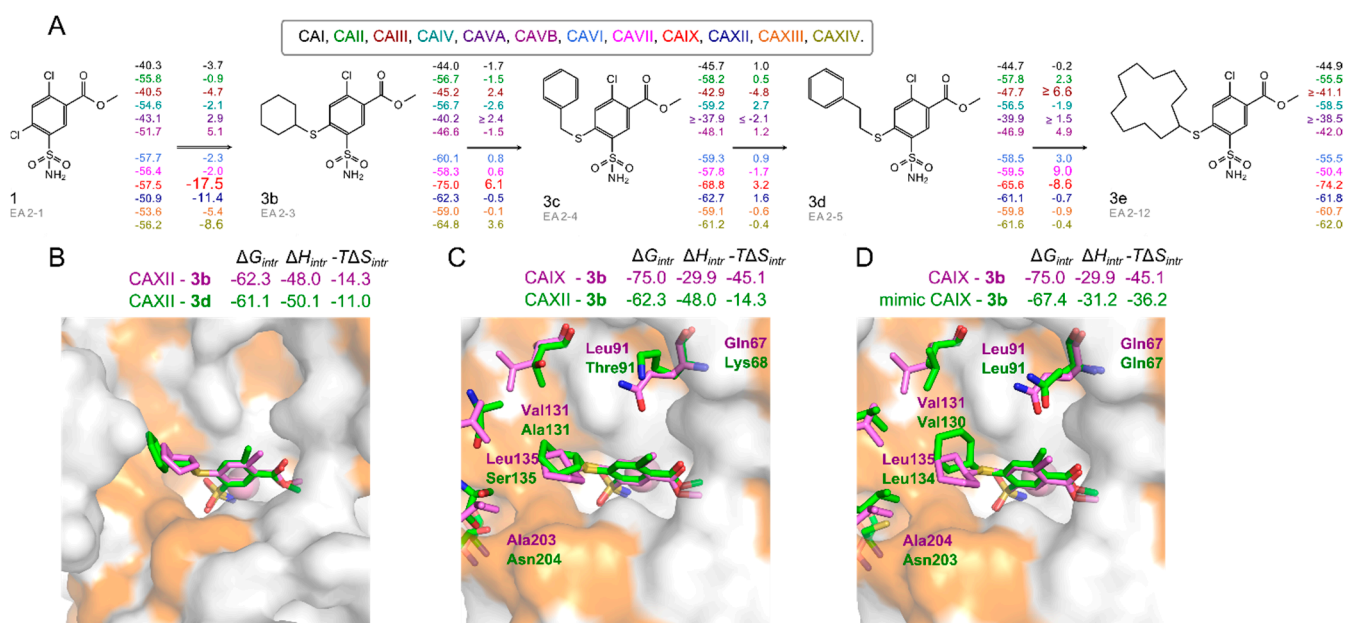 A
CAI, CAII, CAIII, CAIV, CAVA, CAVB, CAVI, CAVII, CAIX, CAXII, CAXIII, CAXIV.
Cl
O
O
Cl
O=S=O
NH2
1
EA2-1
-40.3 -3.7
-55.8 -0.9
-40.5 -4.7
-54.6 -2.1
-43.1 2.9
-51.7 5.1
-57.7 -2.3
-56.4 -2.0
-57.5 -17.5
-50.9 -11.4
-53.6 -5.4
-56.2 -8.6
Cl
O
O
S
O=S=O
NH2
3b
EA2-3
-44.0 -1.7
-56.7 -1.5
-45.2 2.4
-56.7 -2.6
-40.2 ≥ 2.4
-46.6 -1.5
-60.1 0.8
-58.3 0.6
-75.0 6.1
-62.3 -0.5
-59.0 -0.1
-64.8 3.6
Cl
O
O
S
O=S=O
NH2
3c
EA2-4
-45.7 1.0
-58.2 0.5
-42.9 -4.8
-59.2 2.7
≥ -37.9 ≤ -2.1
-48.1 1.2
-59.3 0.9
-57.8 -1.7
-68.8 3.2
-62.7 1.6
-59.1 -0.6
-61.2 -0.4
Cl
O
O
S
O=S=O
NH2
3d
EA2-5
-44.7 -0.2
-57.8 2.3
-47.7 ≥ 6.6
-56.5 -1.9
-39.9 ≥ 1.5
-46.9 4.9
-58.5 3.0
-59.5 9.0
-65.6 -8.6
-61.1 -0.7
-59.8 -0.9
-61.6 -0.4
Cl
O
O
S
O=S=O
NH2
3e
EA2-12
-44.9
-55.5
≥ -41.1
-58.5
≥ -38.5
-42.0
-55.5
-50.4
-74.2
-61.8
-60.7
-62.0
B
ΔGintr ΔHintr -TΔSintr
CAXII - 3b -62.3 -48.0 -14.3
CAXII - 3d -61.1 -50.1 -11.0
C
ΔGintr ΔHintr -TΔSintr
CAIX - 3b -75.0 -29.9 -45.1
CAXII - 3b -62.3 -48.0 -14.3
Leu91 Gln67
Thre91 Lys68
Val131
Ala131
Leu135
Ser135
Ala203
Asn204
D
ΔGintr ΔHintr -TΔSintr
CAIX - 3b -75.0 -29.9 -45.1
mimic CAIX - 3b -67.4 -31.2 -36.2
Leu91 Gln67
Leu91 Gln67
Val131
Val130
Leu135
Leu134
Ala204
Asn203